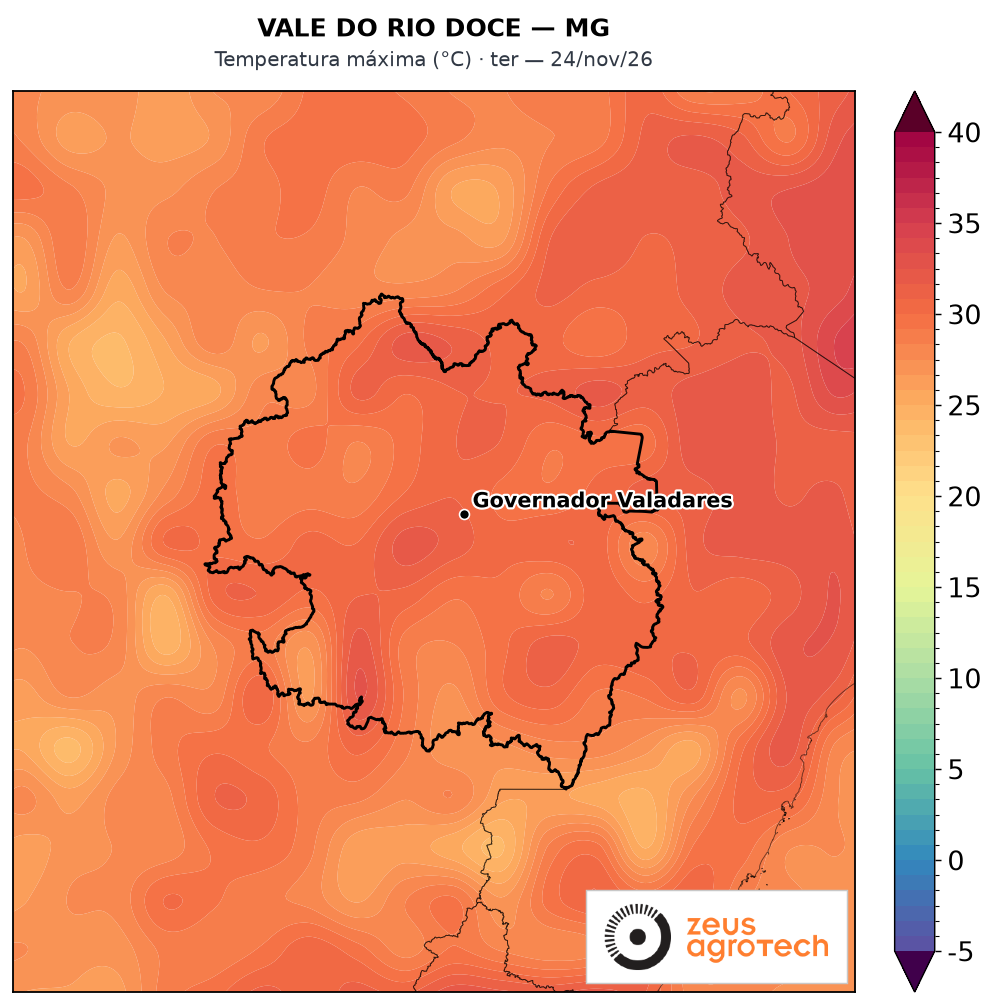 VALE DO RIO DOCE — MG
Temperatura máxima (°C) · ter — 24/nov/26
Governador Valadares
40
35
30
25
20
15
10
5
0
-5
zeus
agrotech